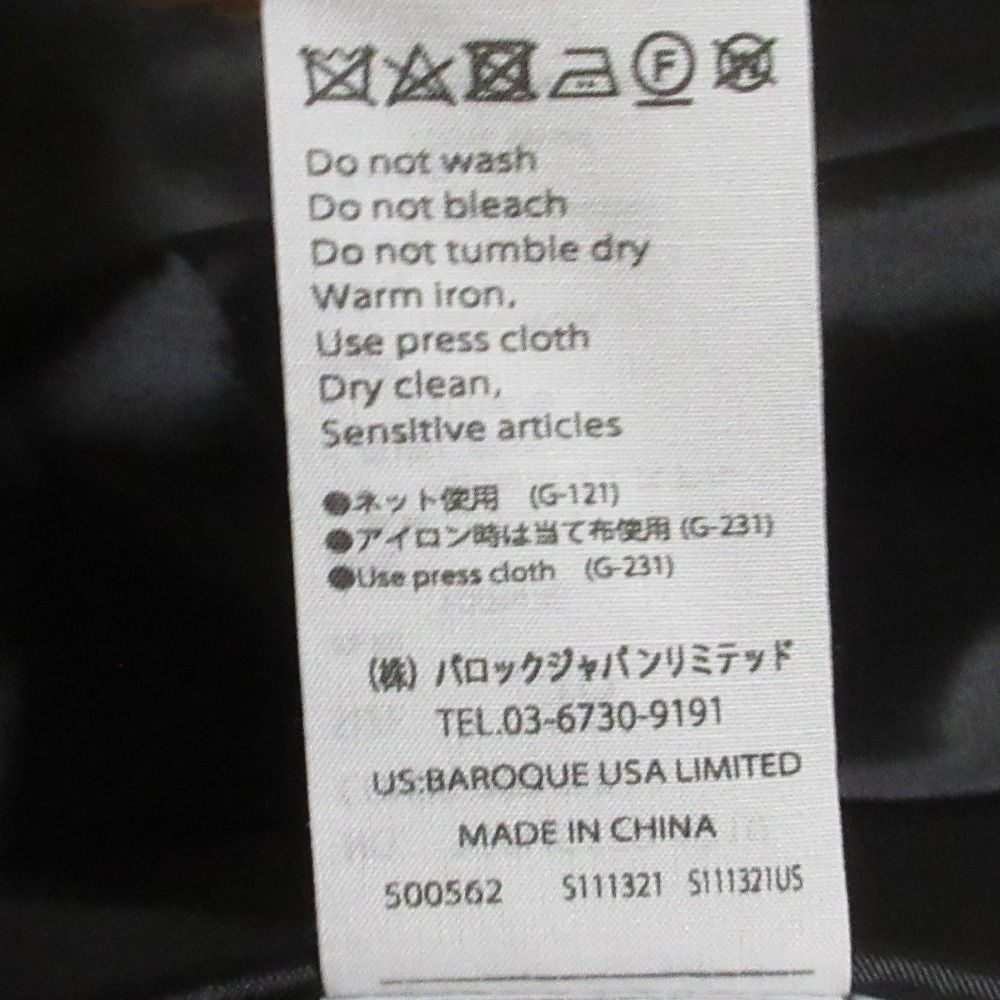 F
W
Do not wash
Do not bleach
Do not tumble dry
Warm iron,
Use press cloth
Dry clean,
Sensitive articles
●ネット使用 (G-121)
●アイロン時は当て布使用 (G-231)
●Use press cloth (G-231)
(株) バロックジャパンリミテッド
TEL.03-6730-9191
US:BAROQUE USA LIMITED
MADE IN CHINA
500562 S111321 S111321US